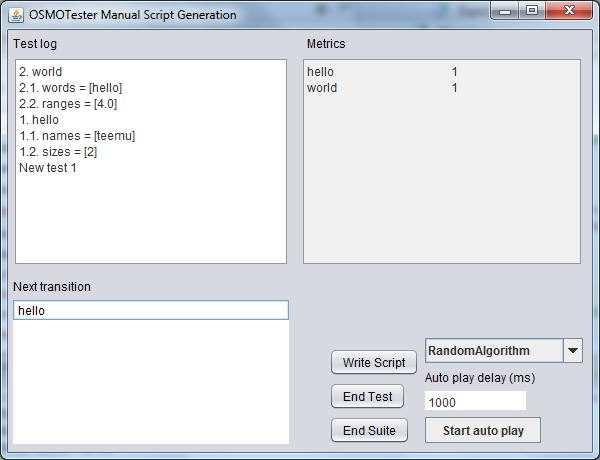 OSMOTester Manual Script Generation
Test log
Metrics
2. world
2.1. words = [hello]
2.2. ranges = [4.0]
1. hello
1.1. names = [teemu]
1.2. sizes = [2]
New test 1
hello 1
world 1
Next transition
hello
Write Script
End Test
End Suite
RandomAlgorithm
Auto play delay (ms)
1000
Start auto play